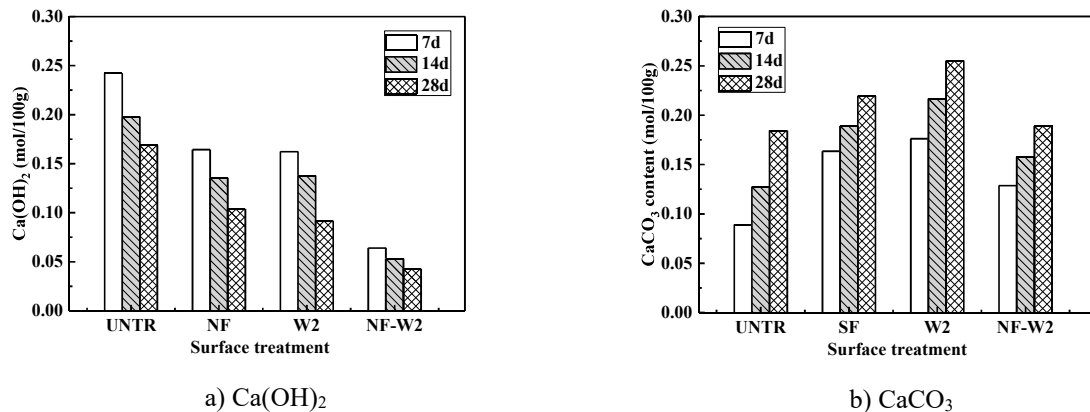 0.30
0.25
0.20
0.15
0.10
0.05
0.00
Ca(OH)₂ (mol/100g)
7d
14d
28d
UNTR NF W2 NF-W2
Surface treatment
a) Ca(OH)₂
0.30
0.25
0.20
0.15
0.10
0.05
0.00
CaCO₃ content (mol/100g)
7d
14d
28d
UNTR SF W2 NF-W2
Surface treatment
b) CaCO₃